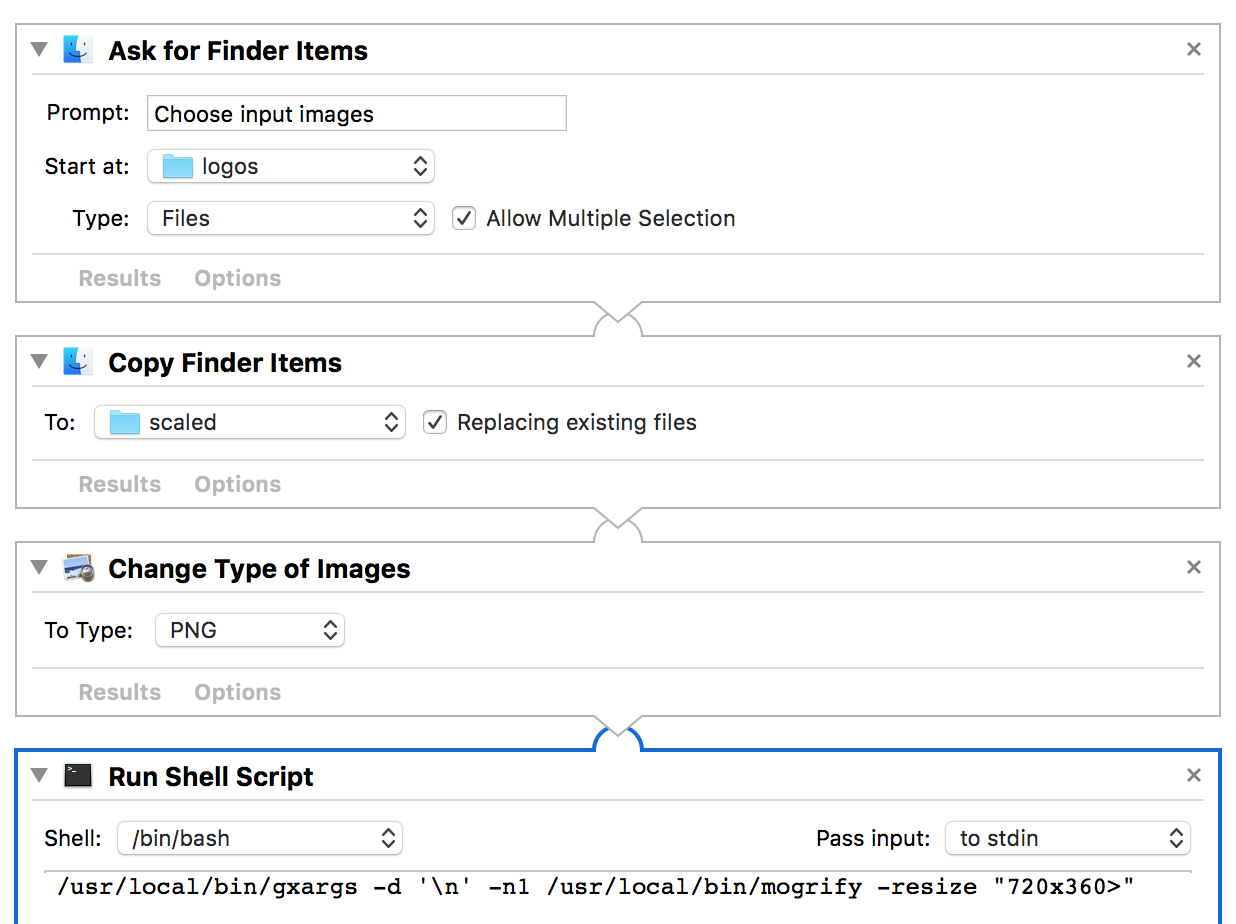 Ask for Finder Items
Prompt: Choose input images
Start at: logos
Type: Files Allow Multiple Selection
Results Options
Copy Finder Items
To: scaled Replacing existing files
Results Options
Change Type of Images
To Type: PNG
Results Options
Run Shell Script
Shell: /bin/bash Pass input: to stdin
/usr/local/bin/gxargs -d '\n' -n1 /usr/local/bin/mogrify -resize "720x360>"